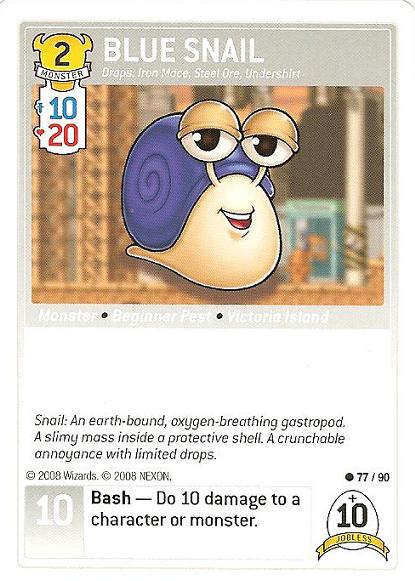 2
MONSTER
BLUE SNAIL
Drops: Iron Mace, Steel Ore, Undershirt
10
20
Monster • Beginner Pest • Victoria Island
Snail: An earth-bound, oxygen-breathing gastropod.
A slimy mass inside a protective shell. A crunchable
annoyance with limited drops.
© 2008 Wizards. © 2008 NEXON.
● 77 / 90
10
Bash — Do 10 damage to a
character or monster.
+
10
JOBLESS